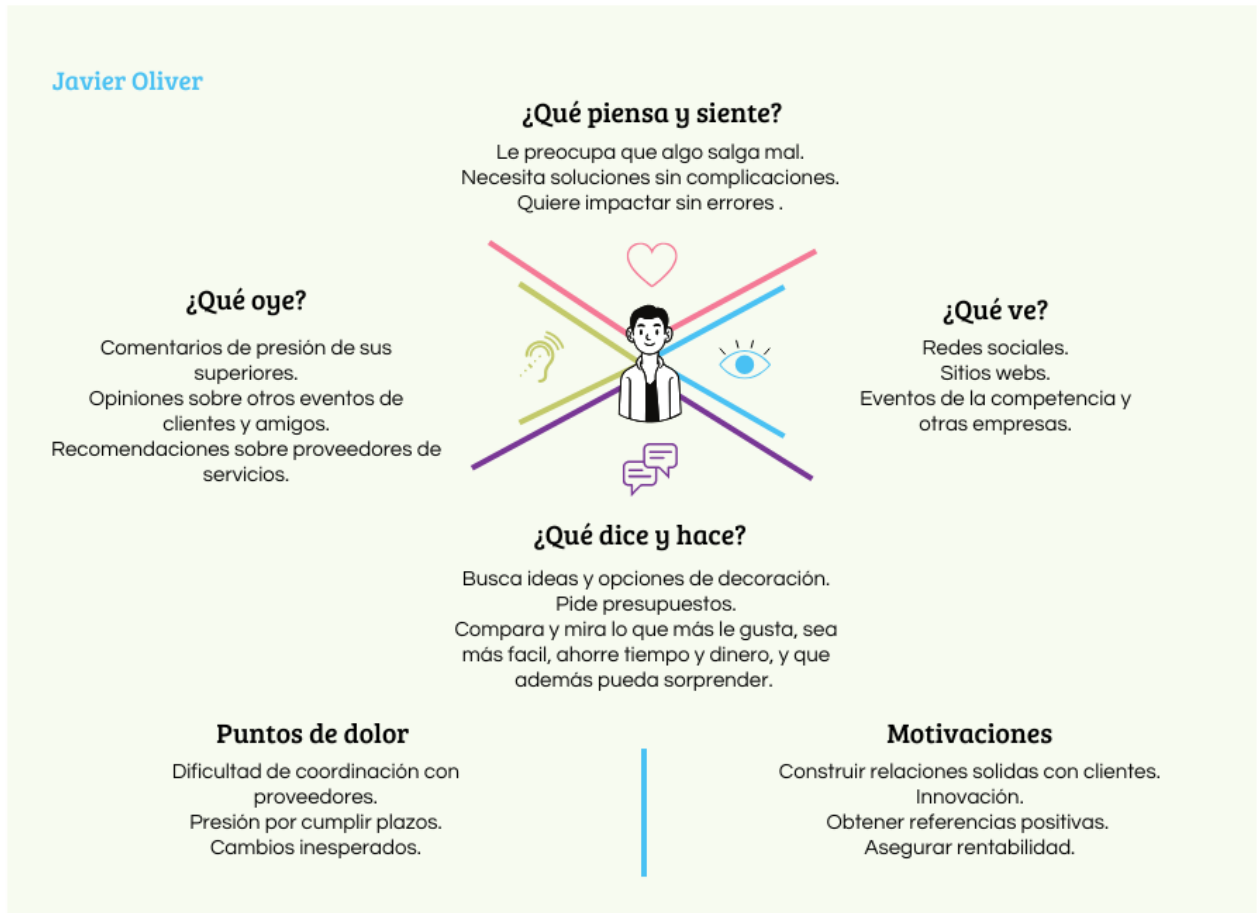 Javier Oliver
¿Qué piensa y siente?
Le preocupa que algo salga mal.
Necesita soluciones sin complicaciones.
Quiere impactar sin errores .
¿Qué oye?
Comentarios de presión de sus
superiores.
Opiniones sobre otros eventos de
clientes y amigos.
Recomendaciones sobre proveedores de
servicios.
¿Qué ve?
Redes sociales.
Sitios webs.
Eventos de la competencia y
otras empresas.
¿Qué dice y hace?
Busca ideas y opciones de decoración.
Pide presupuestos.
Compara y mira lo que más le gusta, sea
más facil, ahorre tiempo y dinero, y que
además pueda sorprender.
Puntos de dolor
Dificultad de coordinación con
proveedores.
Presión por cumplir plazos.
Cambios inesperados.
Motivaciones
Construir relaciones solidas con clientes.
Innovación.
Obtener referencias positivas.
Asegurar rentabilidad.